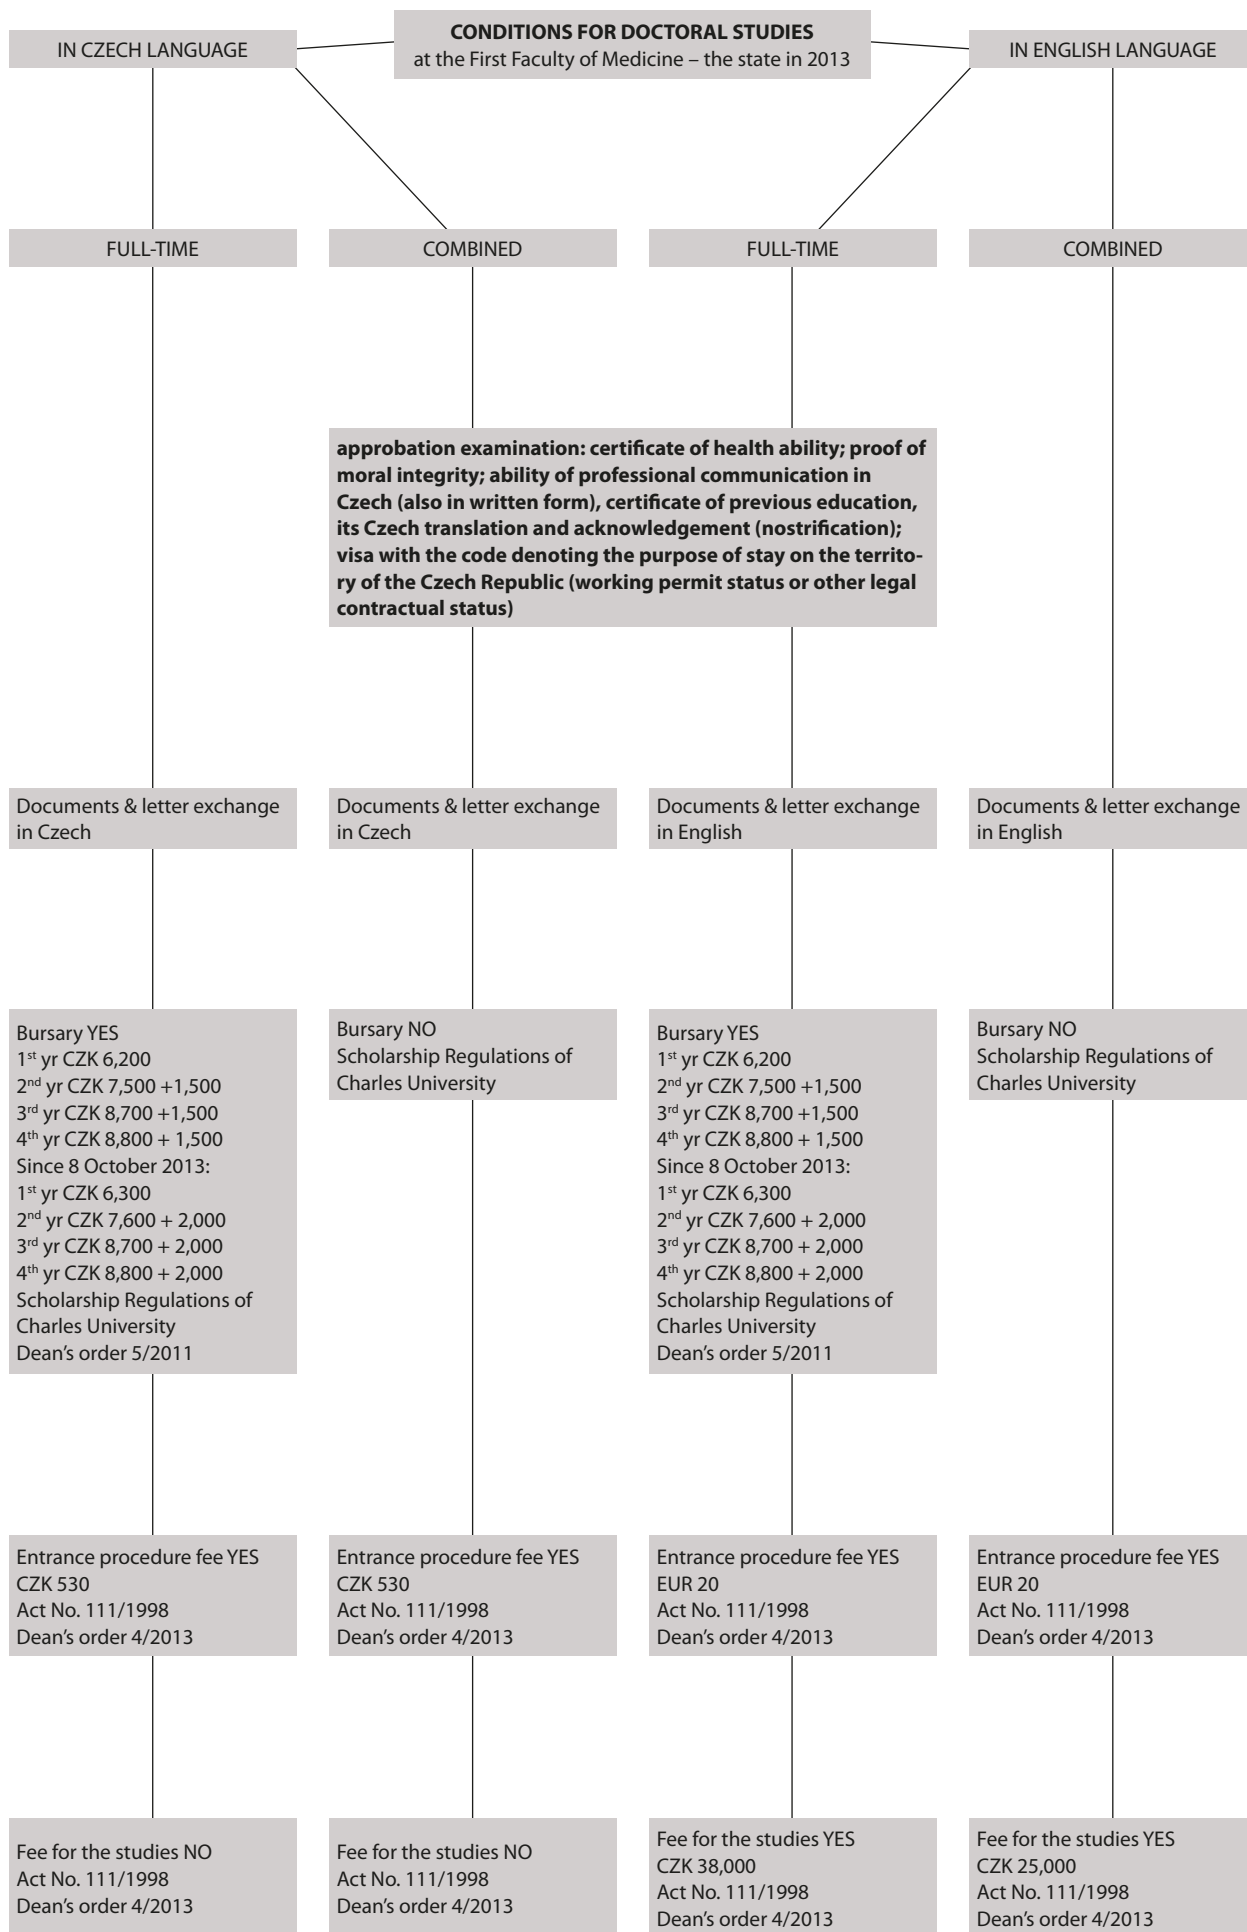 CONDITIONS FOR DOCTORAL STUDIES
at the First Faculty of Medicine – the state in 2013
IN CZECH LANGUAGE
IN ENGLISH LANGUAGE
FULL-TIME
COMBINED
FULL-TIME
COMBINED
approbation examination: certificate of health ability; proof of
moral integrity; ability of professional communication in
Czech (also in written form), certificate of previous education,
its Czech translation and acknowledgement (nostrification);
visa with the code denoting the purpose of stay on the territo-
ry of the Czech Republic (working permit status or other legal
contractual status)
Documents & letter exchange
in Czech
Documents & letter exchange
in Czech
Documents & letter exchange
in English
Documents & letter exchange
in English
Bursary YES
1st yr CZK 6,200
2nd yr CZK 7,500 +1,500
3rd yr CZK 8,700 +1,500
4th yr CZK 8,800 + 1,500
Since 8 October 2013:
1st yr CZK 6,300
2nd yr CZK 7,600 + 2,000
3rd yr CZK 8,700 + 2,000
4th yr CZK 8,800 + 2,000
Scholarship Regulations of
Charles University
Dean’s order 5/2011
Bursary NO
Scholarship Regulations of
Charles University
Bursary YES
1st yr CZK 6,200
2nd yr CZK 7,500 +1,500
3rd yr CZK 8,700 +1,500
4th yr CZK 8,800 + 1,500
Since 8 October 2013:
1st yr CZK 6,300
2nd yr CZK 7,600 + 2,000
3rd yr CZK 8,700 + 2,000
4th yr CZK 8,800 + 2,000
Scholarship Regulations of
Charles University
Dean’s order 5/2011
Bursary NO
Scholarship Regulations of
Charles University
Entrance procedure fee YES
CZK 530
Act No. 111/1998
Dean’s order 4/2013
Entrance procedure fee YES
CZK 530
Act No. 111/1998
Dean’s order 4/2013
Entrance procedure fee YES
EUR 20
Act No. 111/1998
Dean’s order 4/2013
Entrance procedure fee YES
EUR 20
Act No. 111/1998
Dean’s order 4/2013
Fee for the studies NO
Act No. 111/1998
Dean’s order 4/2013
Fee for the studies NO
Act No. 111/1998
Dean’s order 4/2013
Fee for the studies YES
CZK 38,000
Act No. 111/1998
Dean’s order 4/2013
Fee for the studies YES
CZK 25,000
Act No. 111/1998
Dean’s order 4/2013